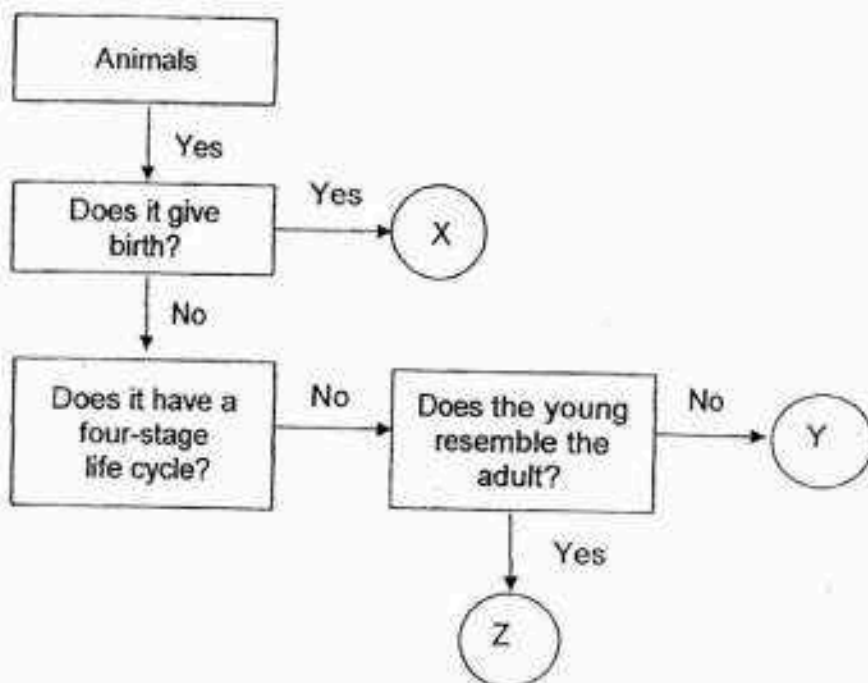 Animals
Yes
Does it give
birth?
Yes
X
No
Does it have a
four-stage
life cycle?
No
Does the young
resemble the
adult?
No
Y
Yes
Z